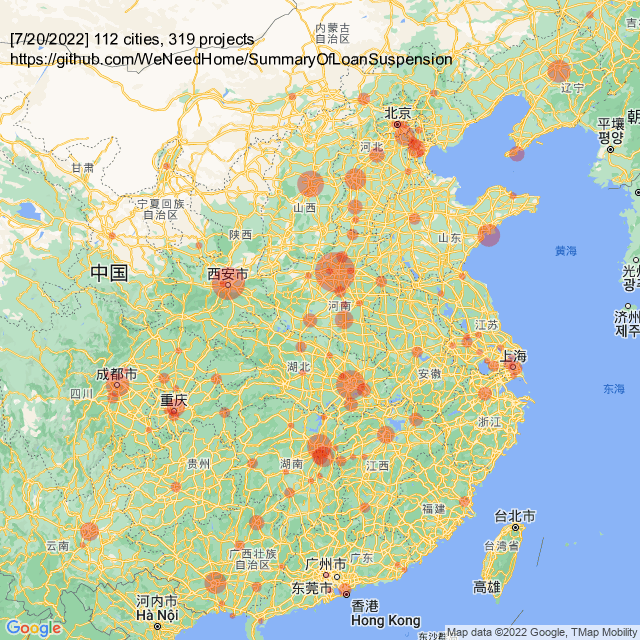 [7/20/2022] 112 cities, 319 projects
https://github.com/WeNeedHome/SummaryOfLoanSuspension
内蒙古
自治区
辽宁
北京
朝
平壤
평양
河北
甘肃
宁夏回族
自治区
山西
陕西
山东
黄海
中国
西安市
광주
济州
제주
河南
江苏
上海
湖北
安徽
成都市
四川
重庆
东海
浙江
贵州
湖南
江西
福建
台北市
云南
台湾省
广西壮族
自治区
广州市
广东
东莞市
高雄
河内市
Hà Nội
香港
Hong Kong
东沙群
Google
Map data ©2022 Google, TMap Mobility